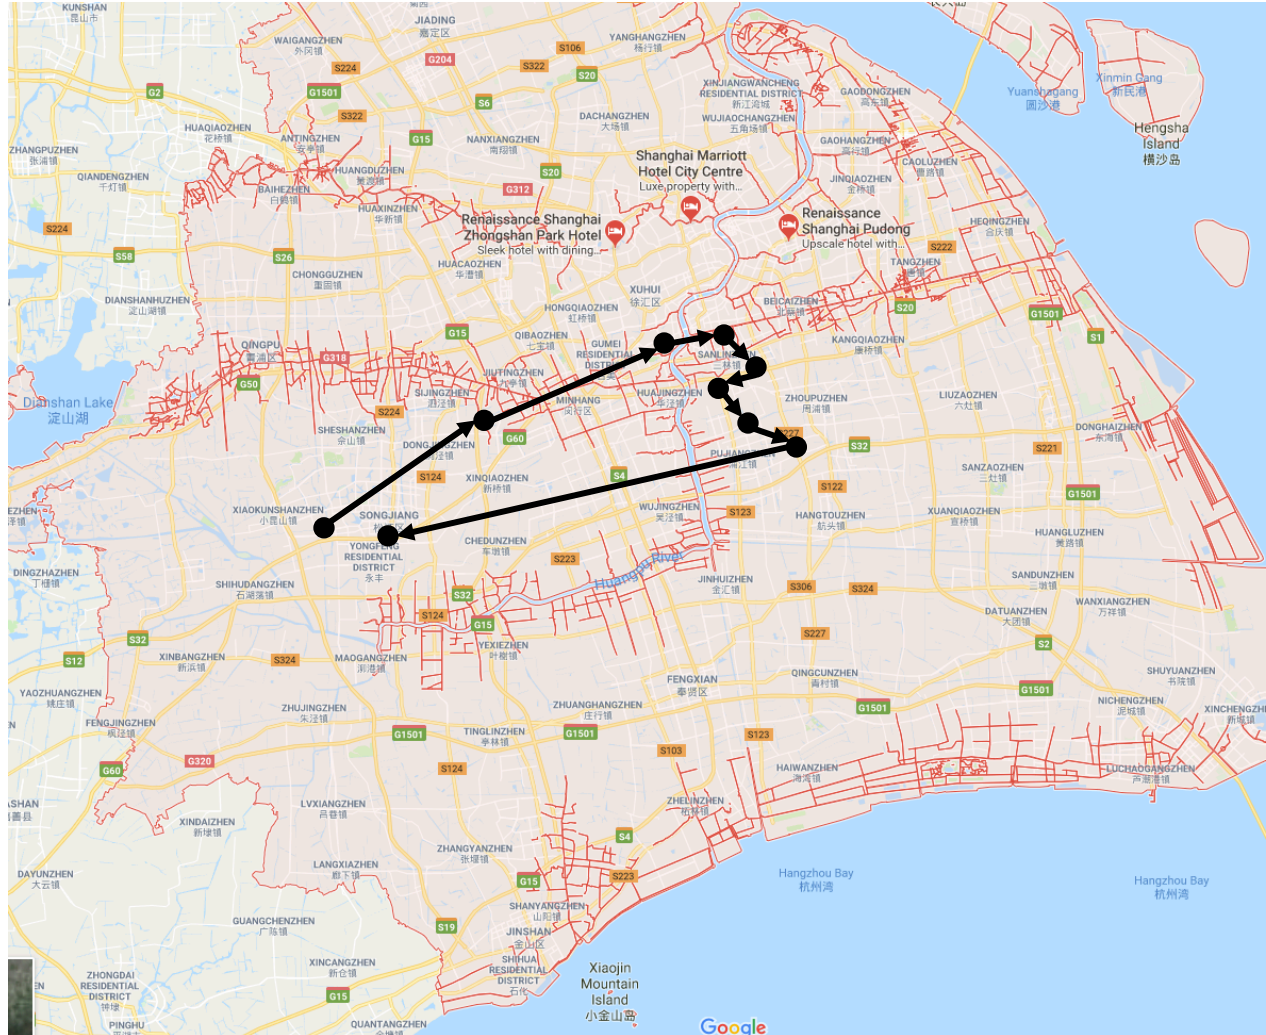 KUNSHAN
昆山市
JIADING
嘉定区
WAIGANGZHEN
外冈镇
YANGHANGZHEN
杨行镇
S106
G204
S322
S224
S20
G2
G1501
S6
S322
XINJIANGWANCHENG
RESIDENTIAL DISTRICT
新江湾城
GAODONGZHEN
高东镇
Yuanshagang
圆沙港
Xinmin Gang
新民港
Hengsha
Island
横沙岛
HUAQIAOZHEN
花桥镇
ANTINGZHEN
安亭镇
G15
NANXIANGZHEN
南翔镇
DACHANGZHEN
大场镇
WUJIAOCHANGZHEN
五角场镇
GAOHANGZHEN
高行镇
ZHANGPUZHEN
张浦镇
QIANDENGZHEN
千灯镇
HUANGDUZHEN
黄渡镇
BAIHEZHEN
白鹤镇
S20
G312
Shanghai Marriott
Hotel City Centre
Luxe property with...
JINQIAOZHEN
金桥镇
CAOLUZHEN
曹路镇
HUAXINZHEN
华新镇
Renaissance Shanghai
Zhongshan Park Hotel
Sleek hotel with dining...
Renaissance
Shanghai Pudong
Upscale hotel with...
HEQINGZHEN
合庆镇
S224
S58
S26
S222
HUACAOZHEN
华漕镇
CHONGGUZHEN
重固镇
TANGZHEN
唐镇
DIANSHANHUZHEN
淀山湖镇
XUHUI
徐汇区
HONGQIAOZHEN
虹桥镇
BEICAIZHEN
北蔡镇
S20
G1501
S1
G15
QIBAOZHEN
七宝镇
GUMEI
RESIDENTIAL
DISTRICT
QINGPU
青浦区
G318
G50
SANLINZHEN
三林镇
KANGQIAOZHEN
康桥镇
JIUTINGZHEN
九亭镇
SIJINGZHEN
泗泾镇
MINHANG
闵行区
HUAJINGZHEN
华泾镇
ZHOUPUZHEN
周浦镇
LIUZAOZHEN
六灶镇
Dianshan Lake
淀山湖
S224
SHESHANZHEN
佘山镇
G60
S227
S32
DONGHAIZHEN
东海镇
S221
PUJIANGZHEN
浦江镇
S124
XINQIAOZHEN
新桥镇
S4
SANZAOZHEN
三灶镇
S122
G1501
XIAOKUNSHANZHEN
小昆山镇
SONGJIANG
WUJINGZHEN
吴泾镇
S123
HANGTOUZHEN
航头镇
XUANQIAOZHEN
宣桥镇
HUANGLUZHEN
黄路镇
CHEDUNZHEN
车墩镇
YONGFENG
RESIDENTIAL
DISTRICT
永丰
S223
Huangpu River
DINGZHAZHEN
丁栅镇
SHIHUDANGZHEN
石湖荡镇
JINHUIZHEN
金汇镇
S306
S324
SANDUNZHEN
三墩镇
S32
S124
G15
DATUANZHEN
大团镇
WANXIANGZHEN
万祥镇
S32
S12
XINBANGZHEN
新浜镇
S324
MAOGANGZHEN
泖港镇
YEXIEZHEN
叶榭镇
S227
S2
YAOZHUANGZHEN
姚庄镇
FENGXIAN
奉贤区
QINGCUNZHEN
青村镇
SHUYUANZHEN
书院镇
G1501
ZHUJINGZHEN
朱泾镇
ZHUANGHANGZHEN
庄行镇
G1501
NICHENGZHEN
泥城镇
FENGJINGZHEN
枫泾镇
G1501
TINGLINZHEN
亭林镇
G1501
S123
S103
G60
G320
S124
HAIWANZHEN
海湾镇
LUCHAOGANGZHEN
芦潮港镇
LVXIANGZHEN
吕巷镇
ZHELINZHEN
柘林镇
XINDAIZHEN
新埭镇
S4
ZHANGYANZHEN
张堰镇
DAYUNZHEN
大云镇
LANGXIAZHEN
廊下镇
G15
S223
Hangzhou Bay
杭州湾
Hangzhou Bay
杭州湾
SHANYANGZHEN
山阳镇
GUANGCHENZHEN
广陈镇
S19
JINSHAN
金山区
XINCANGZHEN
新仓镇
SHIHUA
RESIDENTIAL
DISTRICT
石化
Xiaojin
Mountain
Island
小金山岛
ZHONGDAI
RESIDENTIAL
DISTRICT
钟埭
G15
PINGHU
QUANTANGZHEN
Google